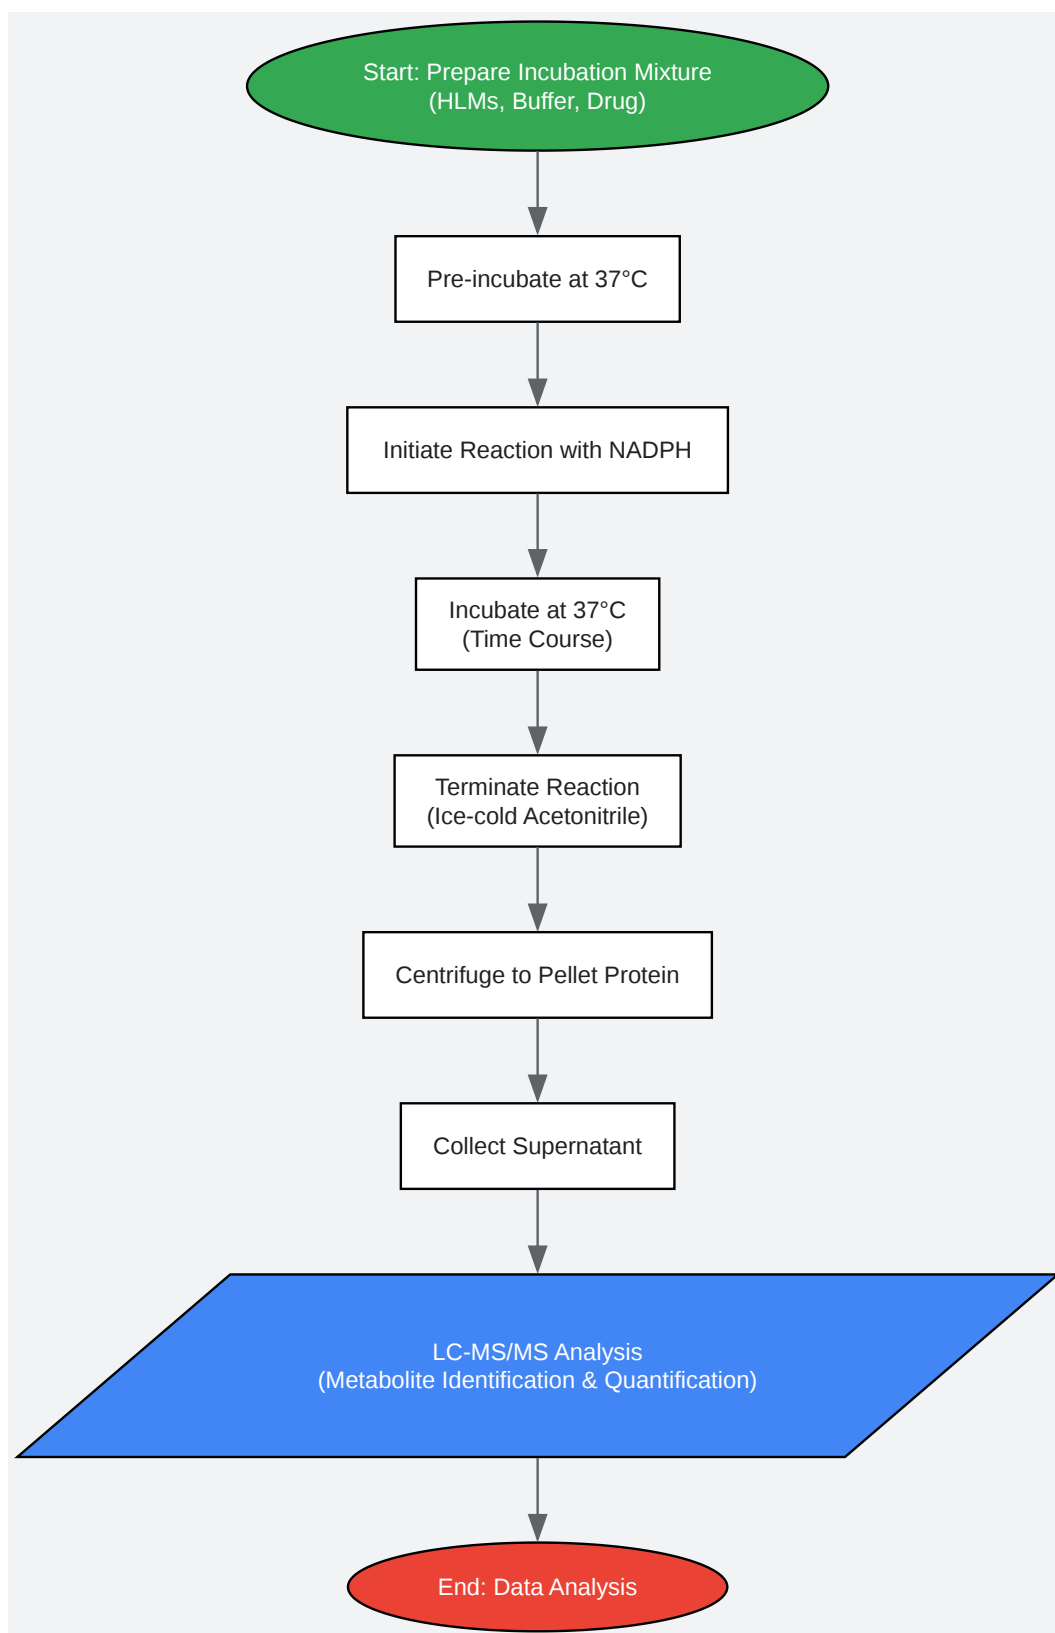 Start: Prepare Incubation Mixture
(HLMs, Buffer, Drug)
Pre-incubate at 37°C
Initiate Reaction with NADPH
Incubate at 37°C
(Time Course)
Terminate Reaction
(Ice-cold Acetonitrile)
Centrifuge to Pellet Protein
Collect Supernatant
LC-MS/MS Analysis
(Metabolite Identification & Quantification)
End: Data Analysis